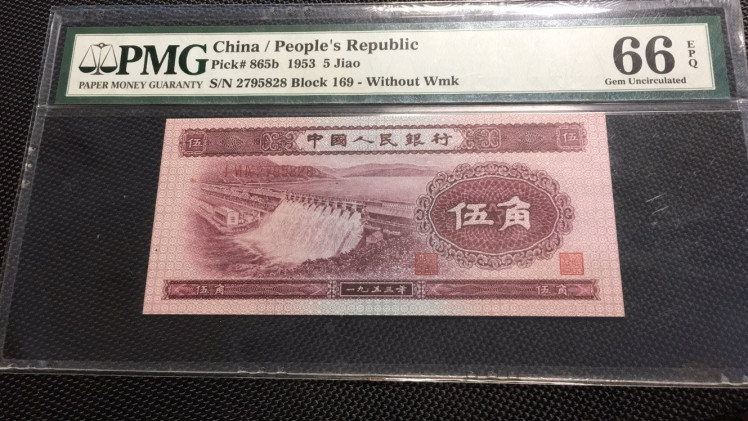 PMG
PAPER MONEY GUARANTY
China / People's Republic
Pick# 865b 1953 5 Jiao
S/N 2795828 Block 169 - Without Wmk
66 EPQ
Gem Uncirculated
伍 中國人民銀行 伍
伍角
伍角 一九五三年 伍角